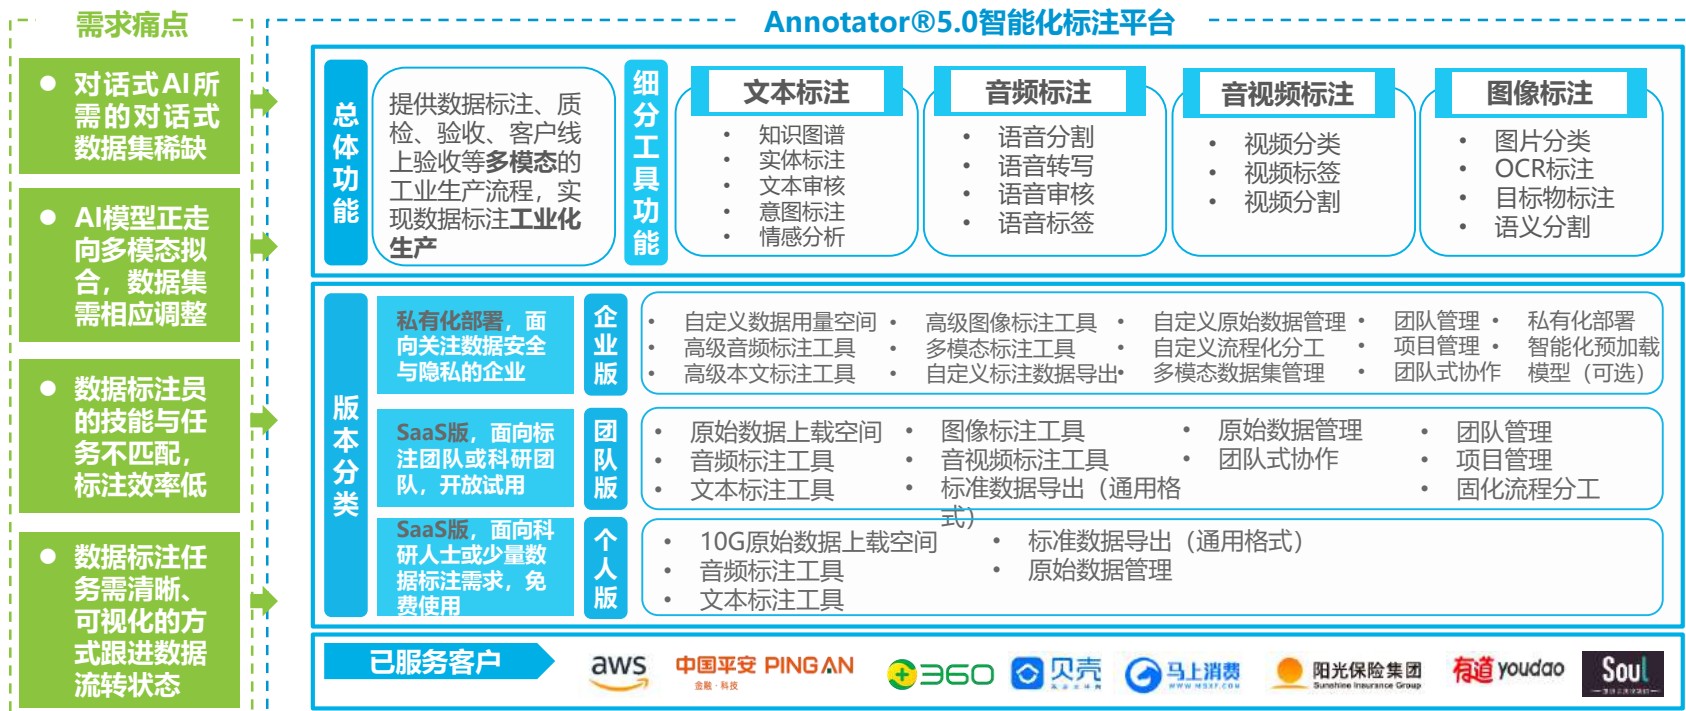 需求痛点
对话式AI所
需的对话式
数据集稀缺
AI模型正走
向多模态拟
合，数据集
需相应调整
数据标注员
的技能与任
务不匹配，
标注效率低
数据标注任
务需清晰、
可视化的方
式跟进数据
流转状态
Annotator®5.0智能化标注平台
总体功能
提供数据标注、质
检、验收、客户线
上验收等多模态的
工业生产流程，实
现数据标注工业化
生产
细分工具功能
文本标注
知识图谱
实体标注
文本审核
意图标注
情感分析
音频标注
语音分割
语音转写
语音审核
语音标签
音视频标注
视频分类
视频标签
视频分割
图像标注
图片分类
OCR标注
目标物标注
语义分割
版本分类
私有化部署，面
向关注数据安全
与隐私的企业
企业版
自定义数据用量空间
高级音频标注工具
高级本文标注工具
高级图像标注工具
多模态标注工具
自定义标注数据导出
自定义原始数据管理
自定义流程化分工
多模态数据集管理
团队管理
项目管理
团队式协作
私有化部署
智能化预加载
模型（可选）
SaaS版，面向标
注团队或科研团
队，开放试用
团队版
原始数据上载空间
音频标注工具
文本标注工具
图像标注工具
音视频标注工具
标准数据导出（通用格
式）
原始数据管理
团队式协作
团队管理
项目管理
固化流程分工
SaaS版，面向科
研人士或少量数
据标注需求，免
费使用
个人版
10G原始数据上载空间
音频标注工具
文本标注工具
标准数据导出（通用格式）
原始数据管理
已服务客户
aws
中国平安 PING AN
金融·科技
360
贝壳
马上消费
WWW.MSXF.COM
阳光保险集团
Sunshine Insurance Group
有道 youdao
Soul